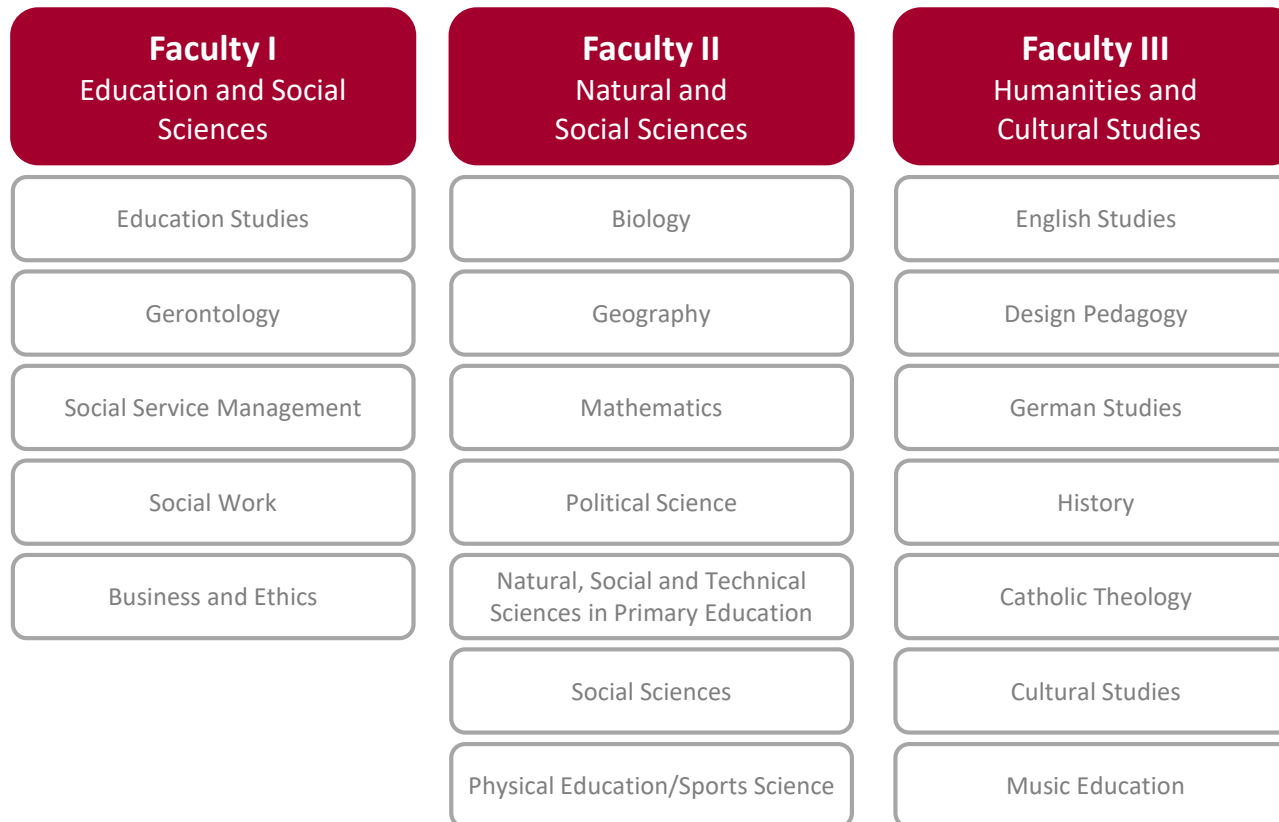 Faculty I
Education and Social
Sciences
Education Studies
Gerontology
Social Service Management
Social Work
Business and Ethics
Faculty II
Natural and
Social Sciences
Biology
Geography
Mathematics
Political Science
Natural, Social and Technical
Sciences in Primary Education
Social Sciences
Physical Education/Sports Science
Faculty III
Humanities and
Cultural Studies
English Studies
Design Pedagogy
German Studies
History
Catholic Theology
Cultural Studies
Music Education